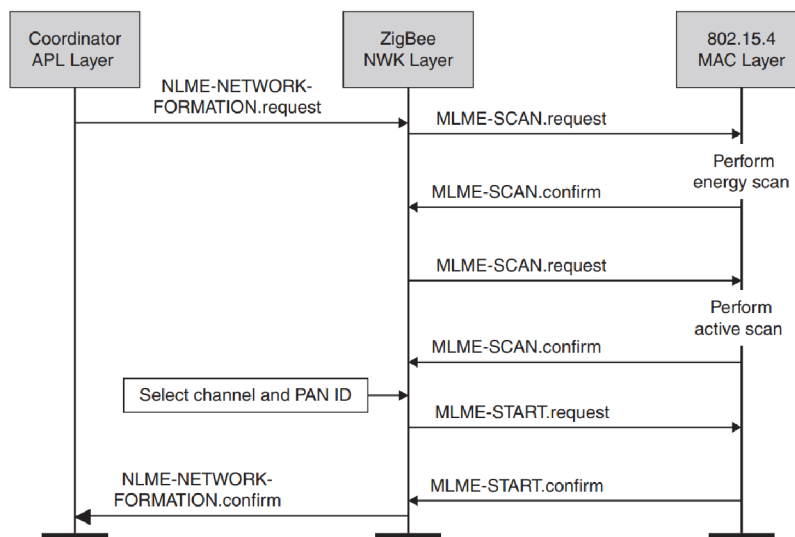 Coordinator
APL Layer
ZigBee
NWK Layer
802.15.4
MAC Layer
NLME-NETWORK-
FORMATION.request
MLME-SCAN.request
Perform
energy scan
MLME-SCAN.confirm
MLME-SCAN.request
Perform
active scan
MLME-SCAN.confirm
Select channel and PAN ID
MLME-START.request
NLME-NETWORK-
FORMATION.confirm
MLME-START.confirm